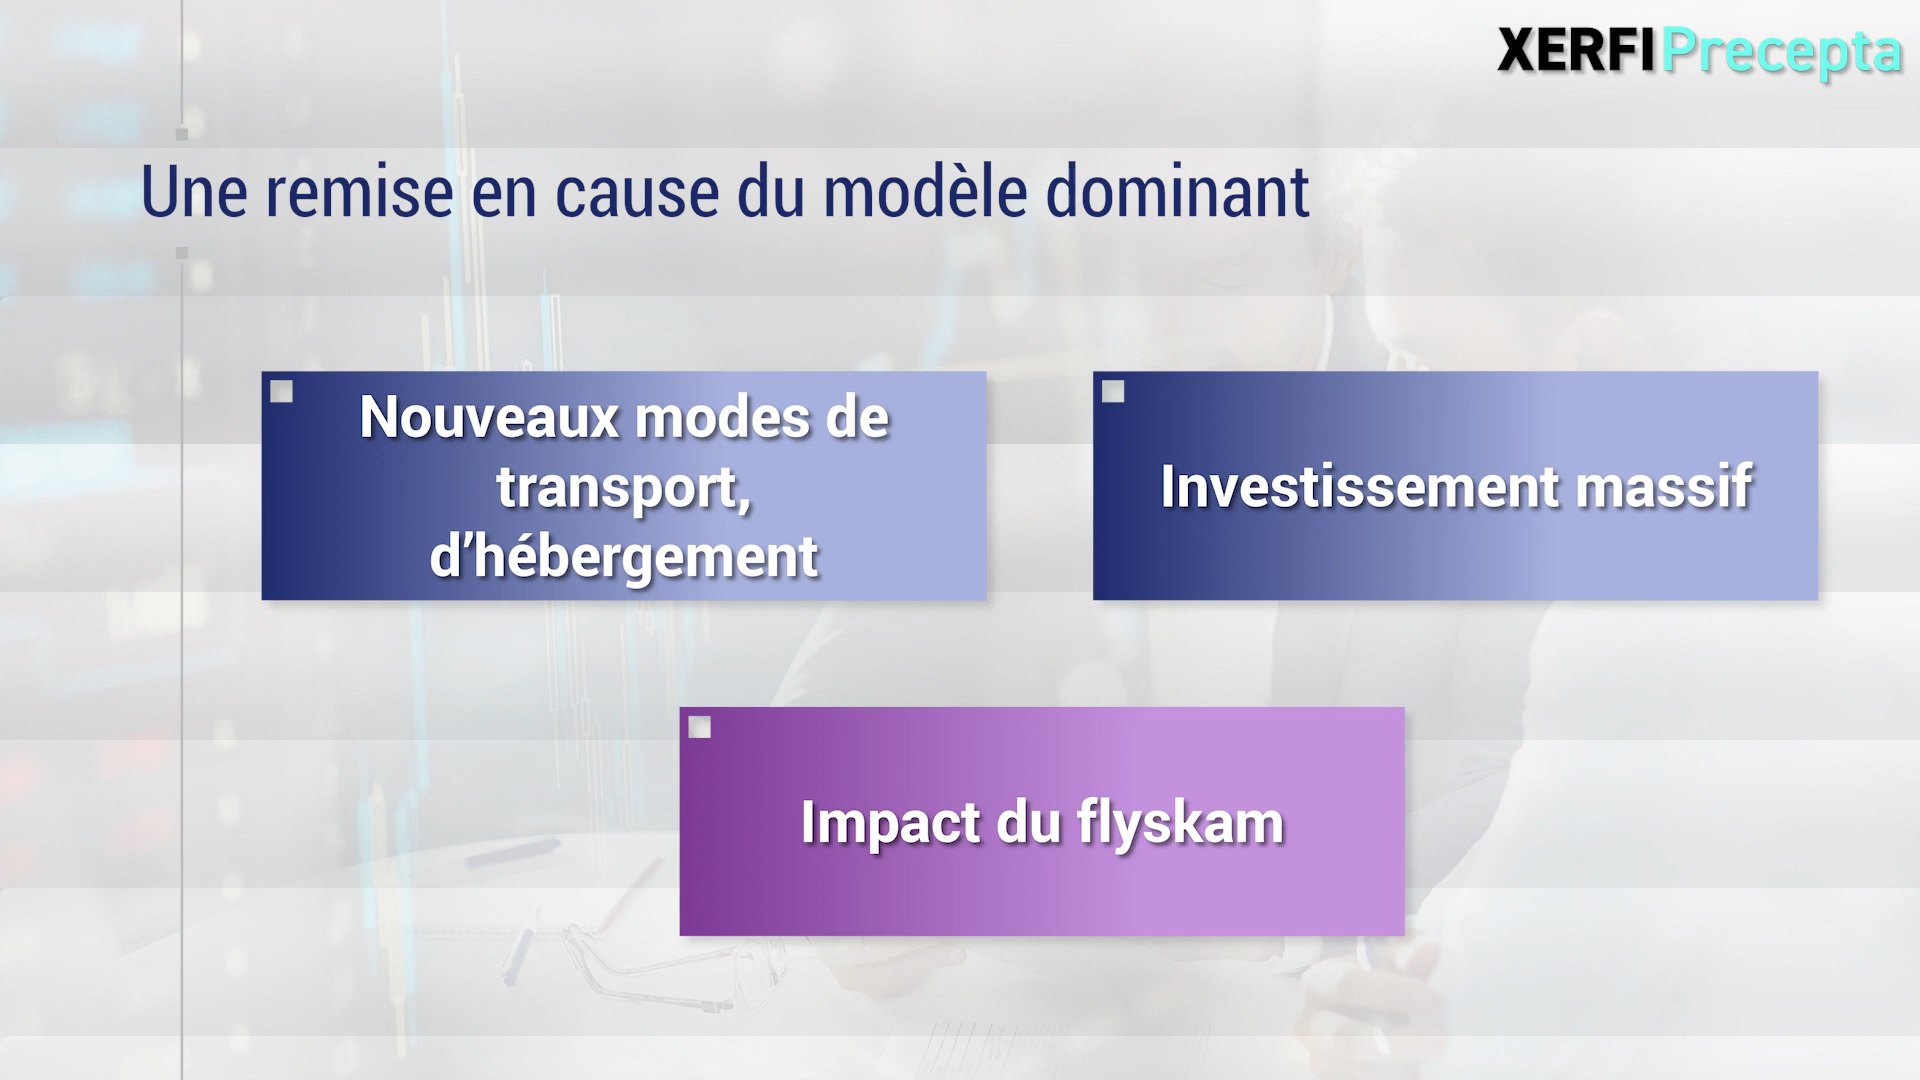 XERFI Precepta
Une remise en cause du modèle dominant
Nouveaux modes de
transport,
d’hébergement
Investissement massif
Impact du flyskam